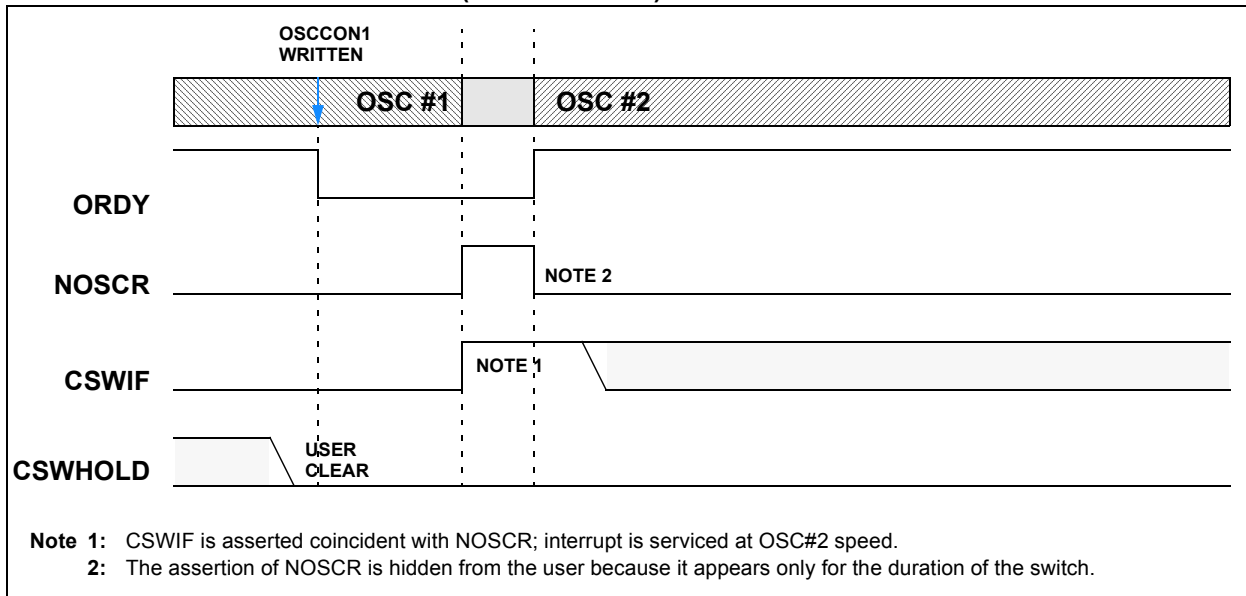 OSCCON1
WRITTEN
OSC #1
OSC #2
ORDY
NOSCR
NOTE 2
CSWIF
NOTE 1
CSWHOLD
USER
CLEAR
Note 1: CSWIF is asserted coincident with NOSCR; interrupt is serviced at OSC#2 speed.
2: The assertion of NOSCR is hidden from the user because it appears only for the duration of the switch.